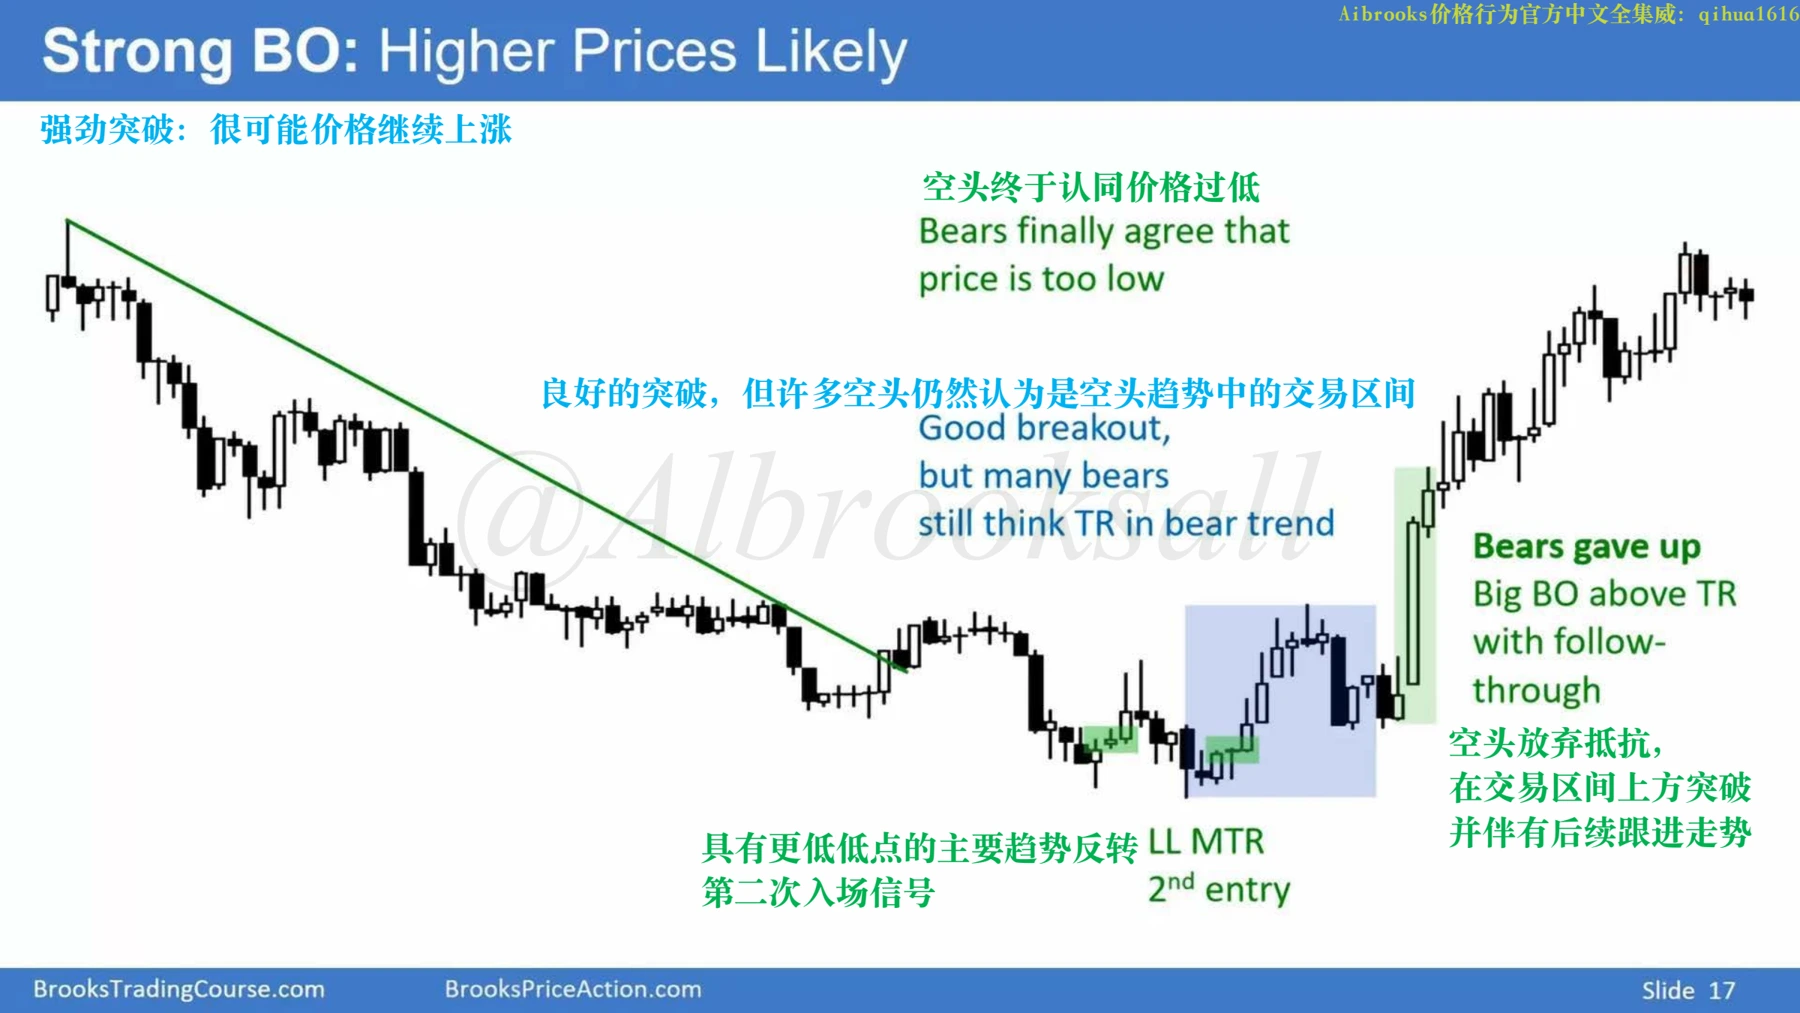 Aibrooks价格行为官方中文全集威：qihua1616
Strong BO: Higher Prices Likely
强劲突破：很可能价格继续上涨
空头终于认同价格过低
Bears finally agree that
price is too low
良好的突破，但许多空头仍然认为是空头趋势中的交易区间
Good breakout,
but many bears
still think TR in bear trend
@Albrooksall
Bears gave up
Big BO above TR
with follow-
through
空头放弃抵抗，
在交易区间上方突破
并伴有后续跟进走势
具有更低低点的主要趋势反转
第二次入场信号
LL MTR
2nd entry
BrooksTradingCourse.com
BrooksPriceAction.com
Slide 17